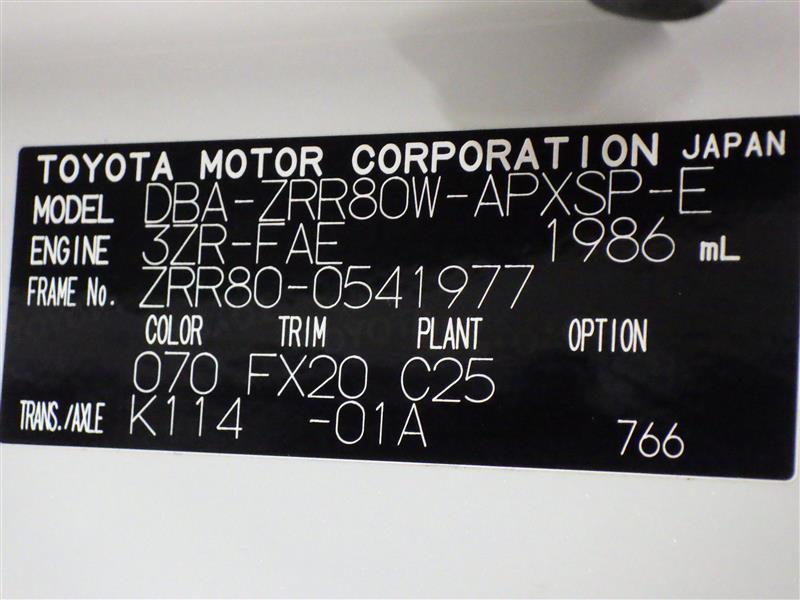 TOYOTA MOTOR CORPORATION JAPAN
MODEL DBA-ZRR80W-APXSP-E
ENGINE 3ZR-FAE 1986 mL
FRAME No. ZRR80-0541977
COLOR TRIM PLANT OPTION
070 FX20 C25
TRANS./AXLE K114 -01A 766